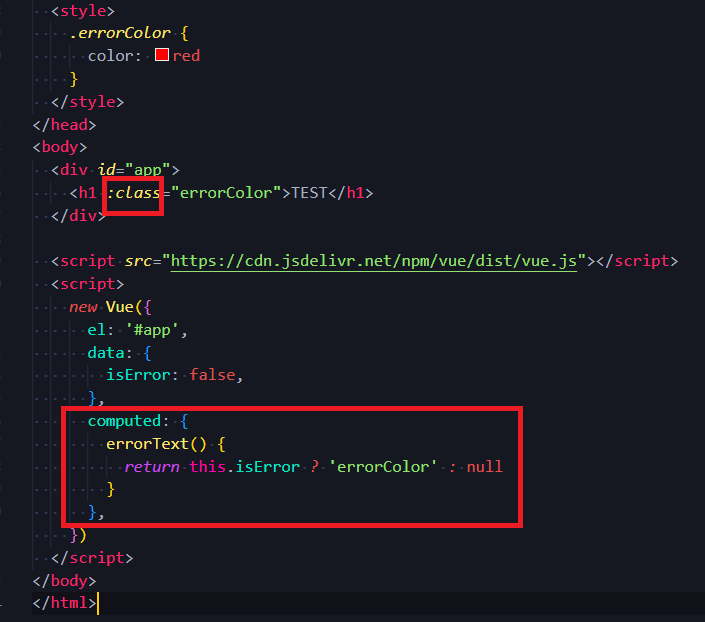 <style>
.errorColor {
color: red
}
</style>
</head>
<body>
<div id="app">
<h1 :class="errorColor">TEST</h1>
</div>
<script src="https://cdn.jsdelivr.net/npm/vue/dist/vue.js"></script>
<script>
new Vue({
el: '#app',
data: {
isError: false,
},
computed: {
errorText() {
return this.isError ? 'errorColor' : null
}
},
})
</script>
</body>
</html>